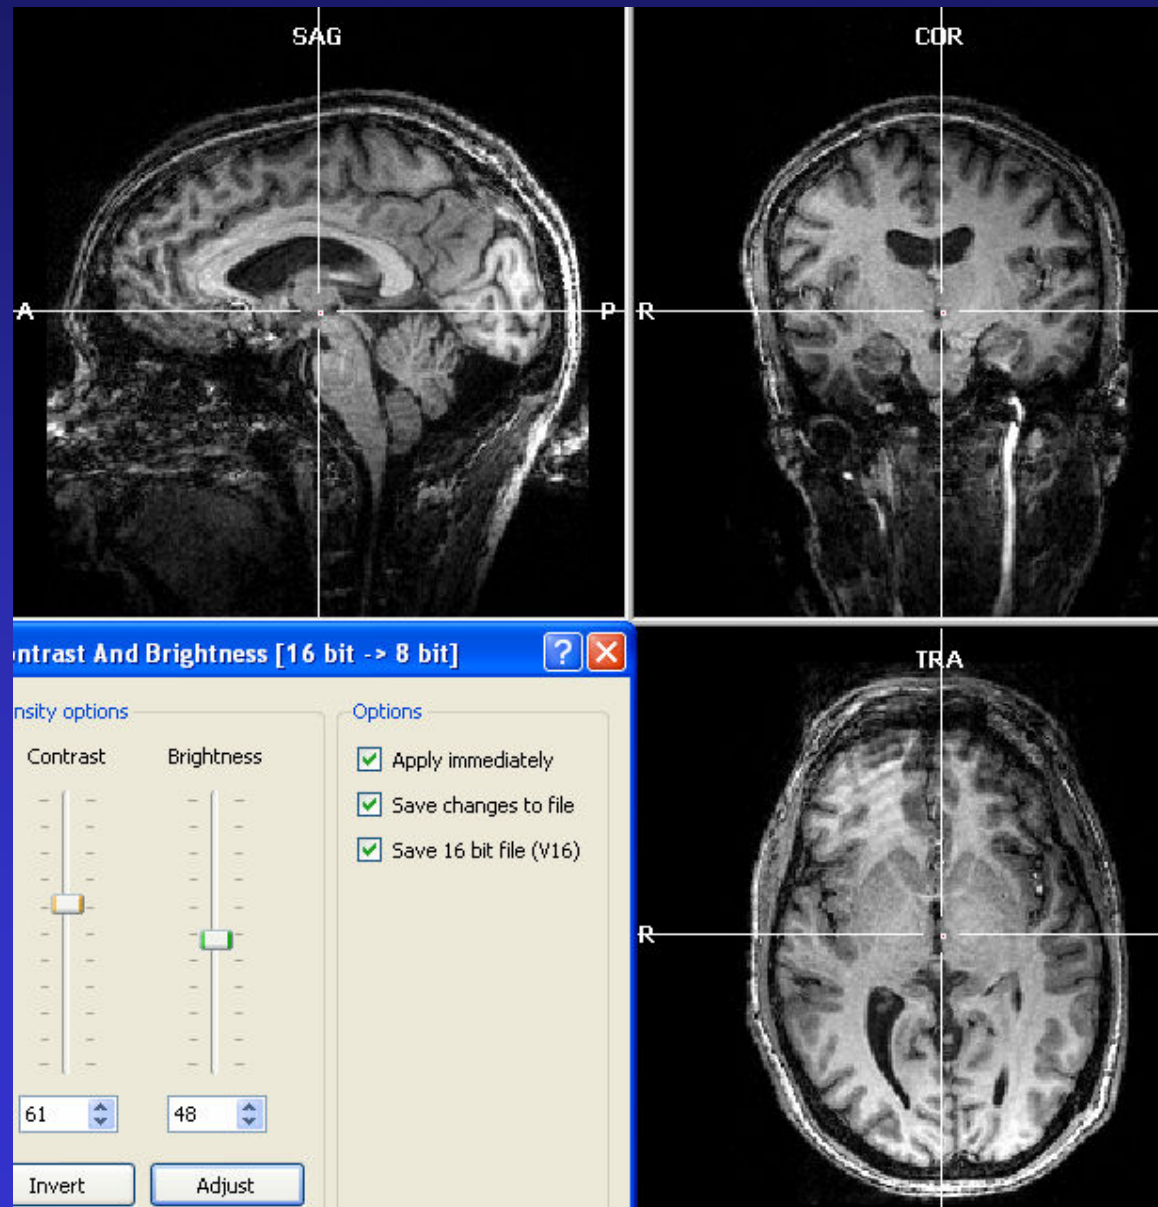 SAG
COR
A
P
R
ntrast And Brightness [16 bit -> 8 bit]
TRA
nsity options
Options
Contrast
Brightness
Apply immediately
Save changes to file
Save 16 bit file (V16)
R
61
48
Invert
Adjust